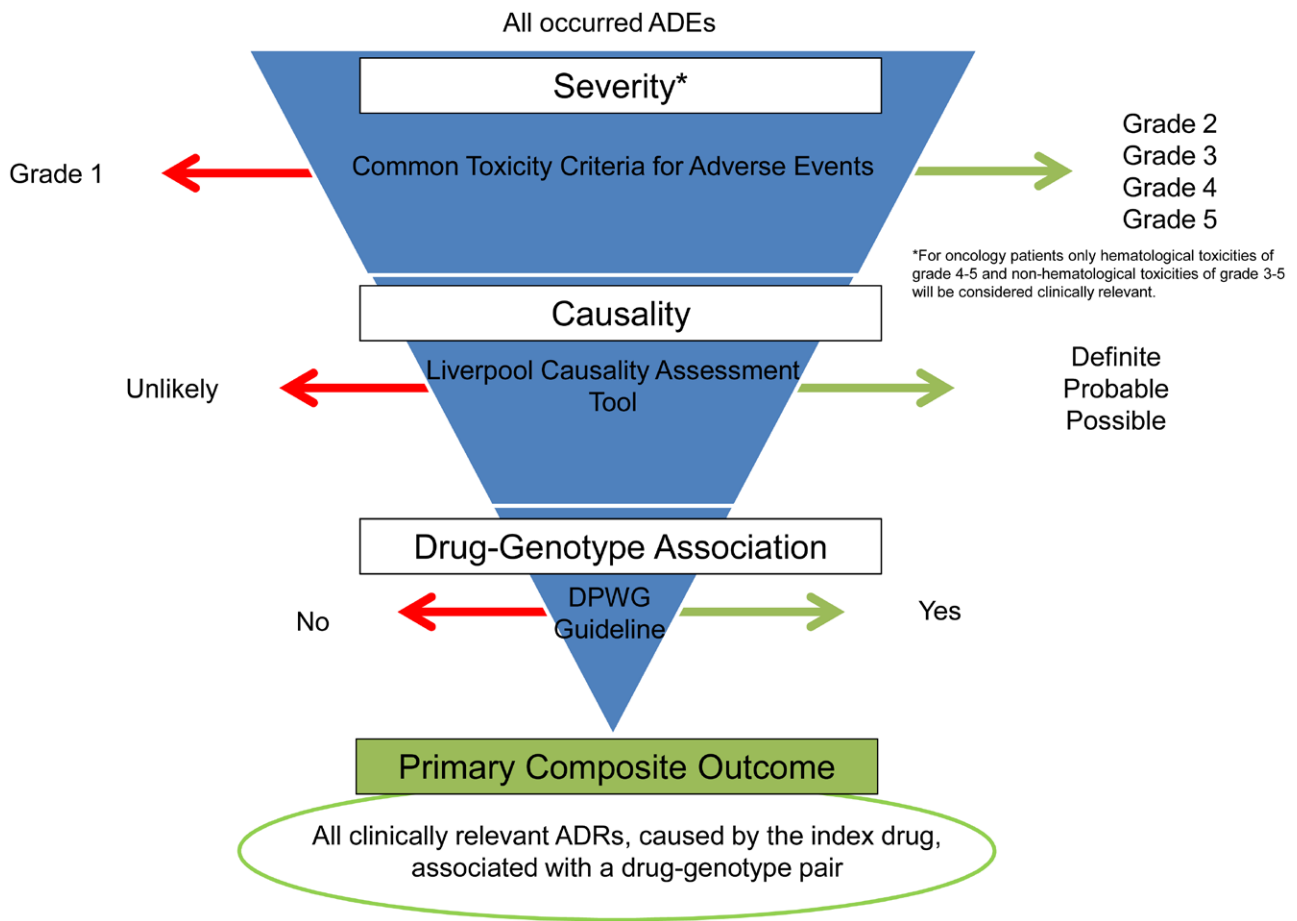 All occurred ADEs
Severity*
Grade 1
Common Toxicity Criteria for Adverse Events
Grade 2
Grade 3
Grade 4
Grade 5
*For oncology patients only hematological toxicities of
grade 4-5 and non-hematological toxicities of grade 3-5
will be considered clinically relevant.
Causality
Unlikely
Liverpool Causality Assessment
Tool
Definite
Probable
Possible
Drug-Genotype Association
No
DPWG
Guideline
Yes
Primary Composite Outcome
All clinically relevant ADRs, caused by the index drug,
associated with a drug-genotype pair